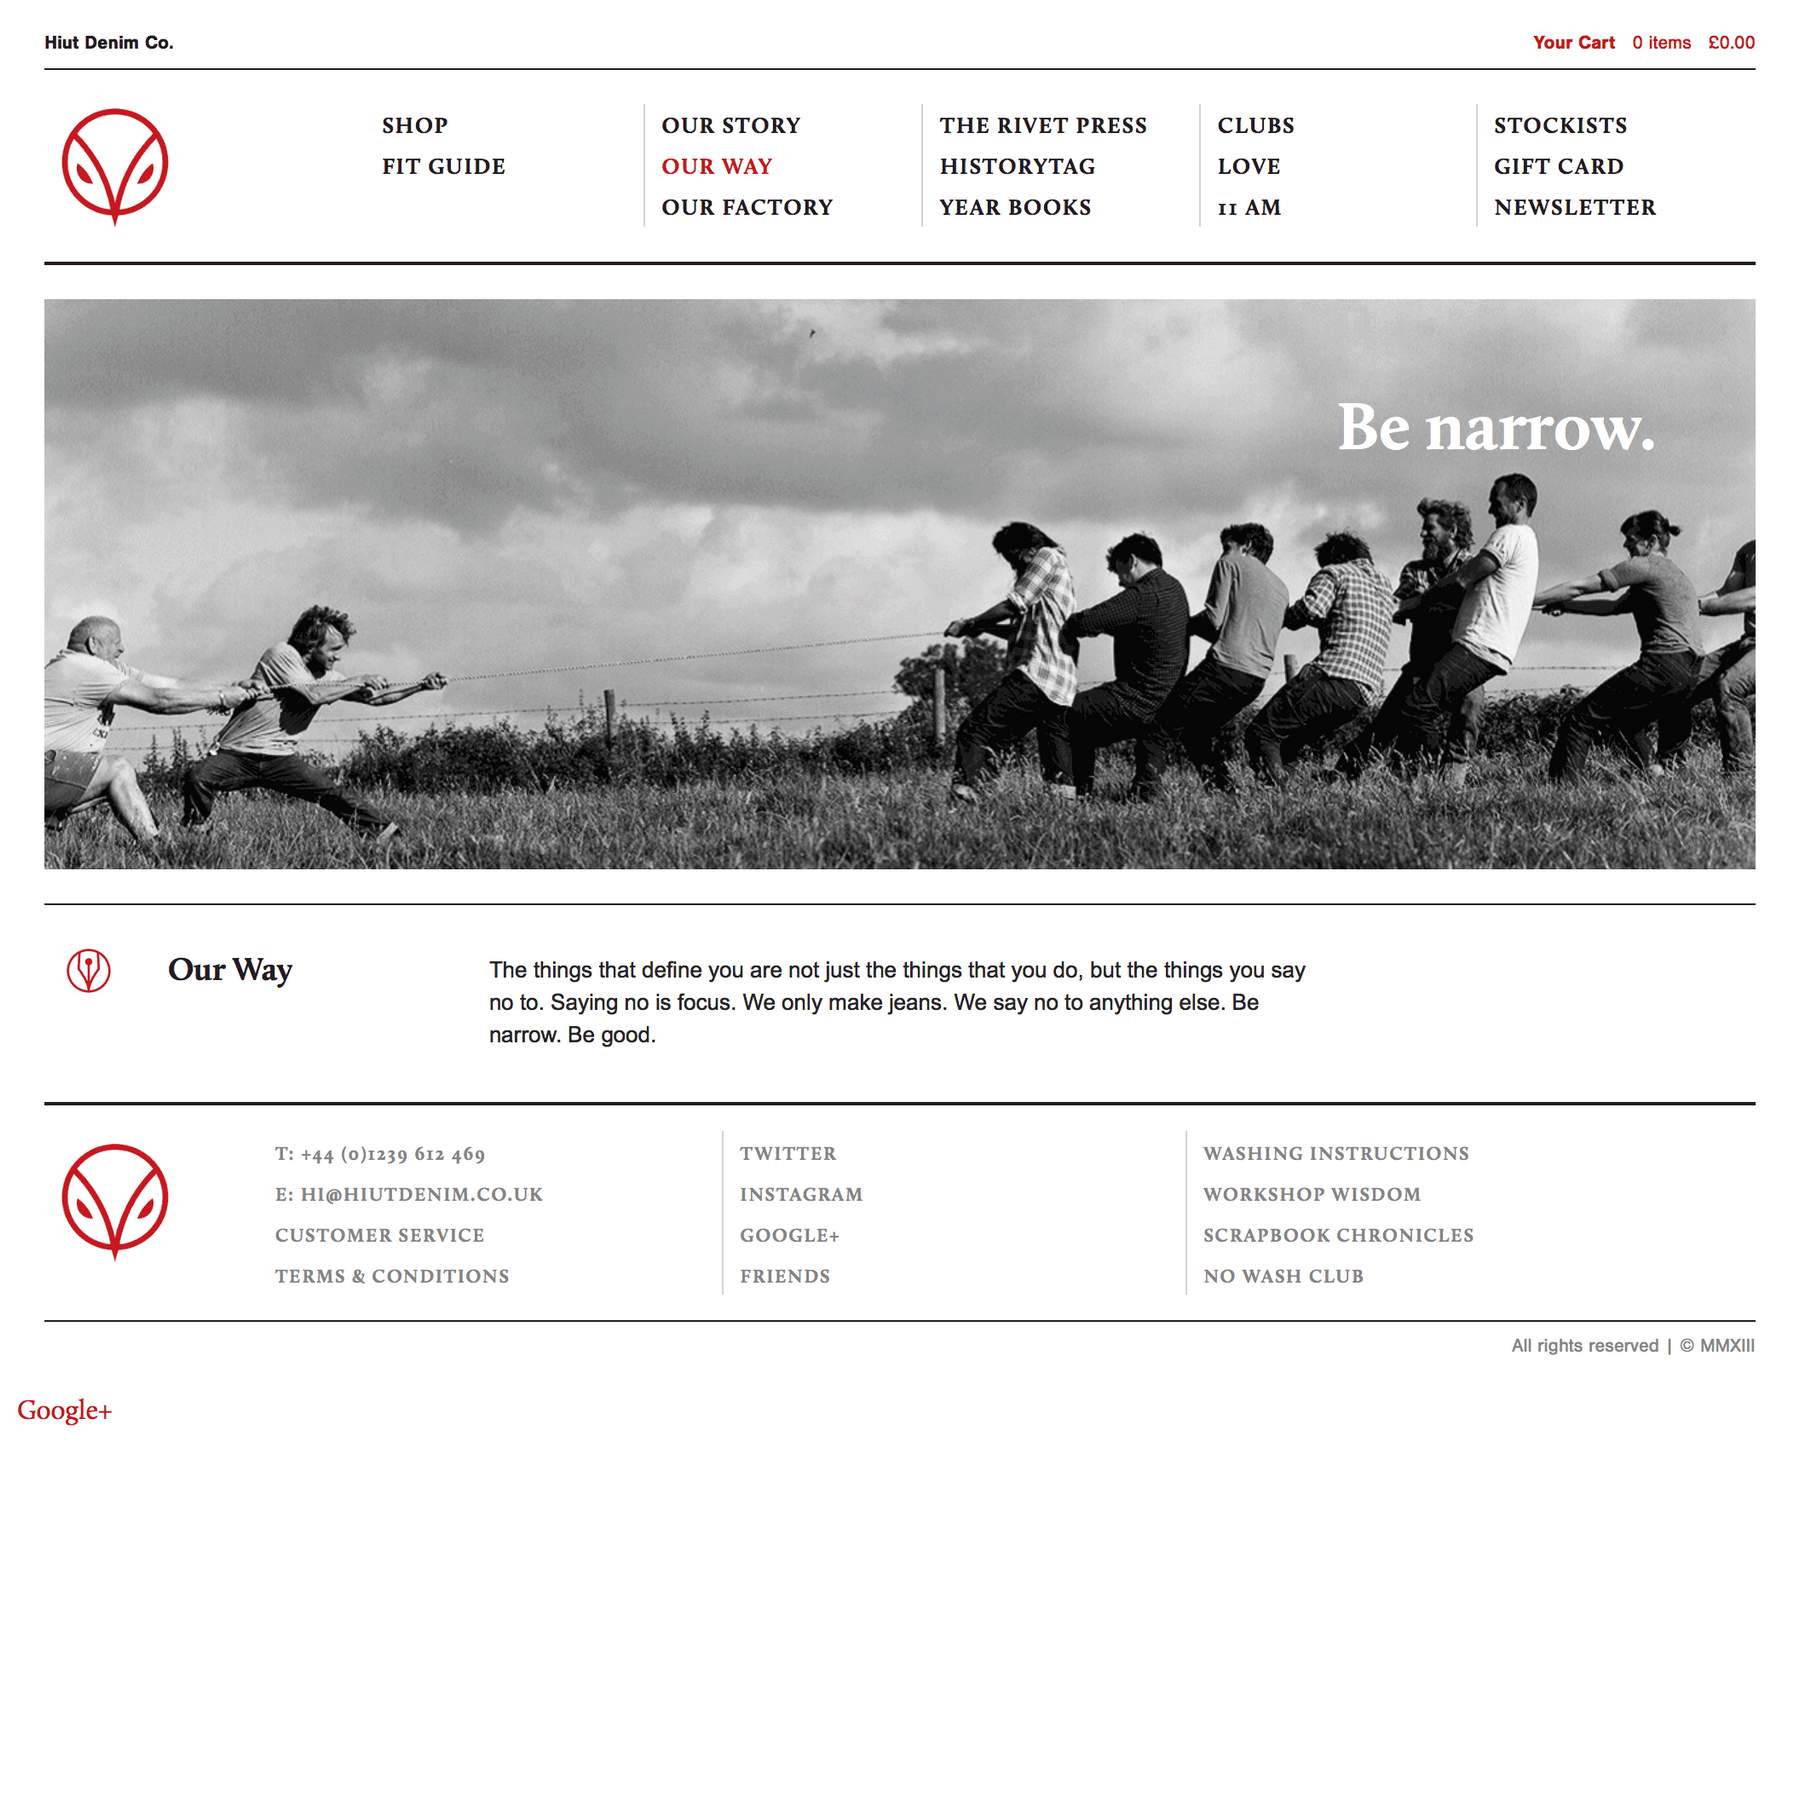 Hiut Denim Co.
Your Cart 0 items £0.00
SHOP
FIT GUIDE
OUR STORY
OUR WAY
OUR FACTORY
THE RIVET PRESS
HISTORYTAG
YEAR BOOKS
CLUBS
LOVE
11 AM
STOCKISTS
GIFT CARD
NEWSLETTER
Be narrow.
Our Way
The things that define you are not just the things that you do, but the things you say
no to. Saying no is focus. We only make jeans. We say no to anything else. Be
narrow. Be good.
T: +44 (0)1239 612 469
E: HI@HIUTDENIM.CO.UK
CUSTOMER SERVICE
TERMS & CONDITIONS
TWITTER
INSTAGRAM
GOOGLE+
FRIENDS
WASHING INSTRUCTIONS
WORKSHOP WISDOM
SCRAPBOOK CHRONICLES
NO WASH CLUB
All rights reserved | © MMXIII
Google+